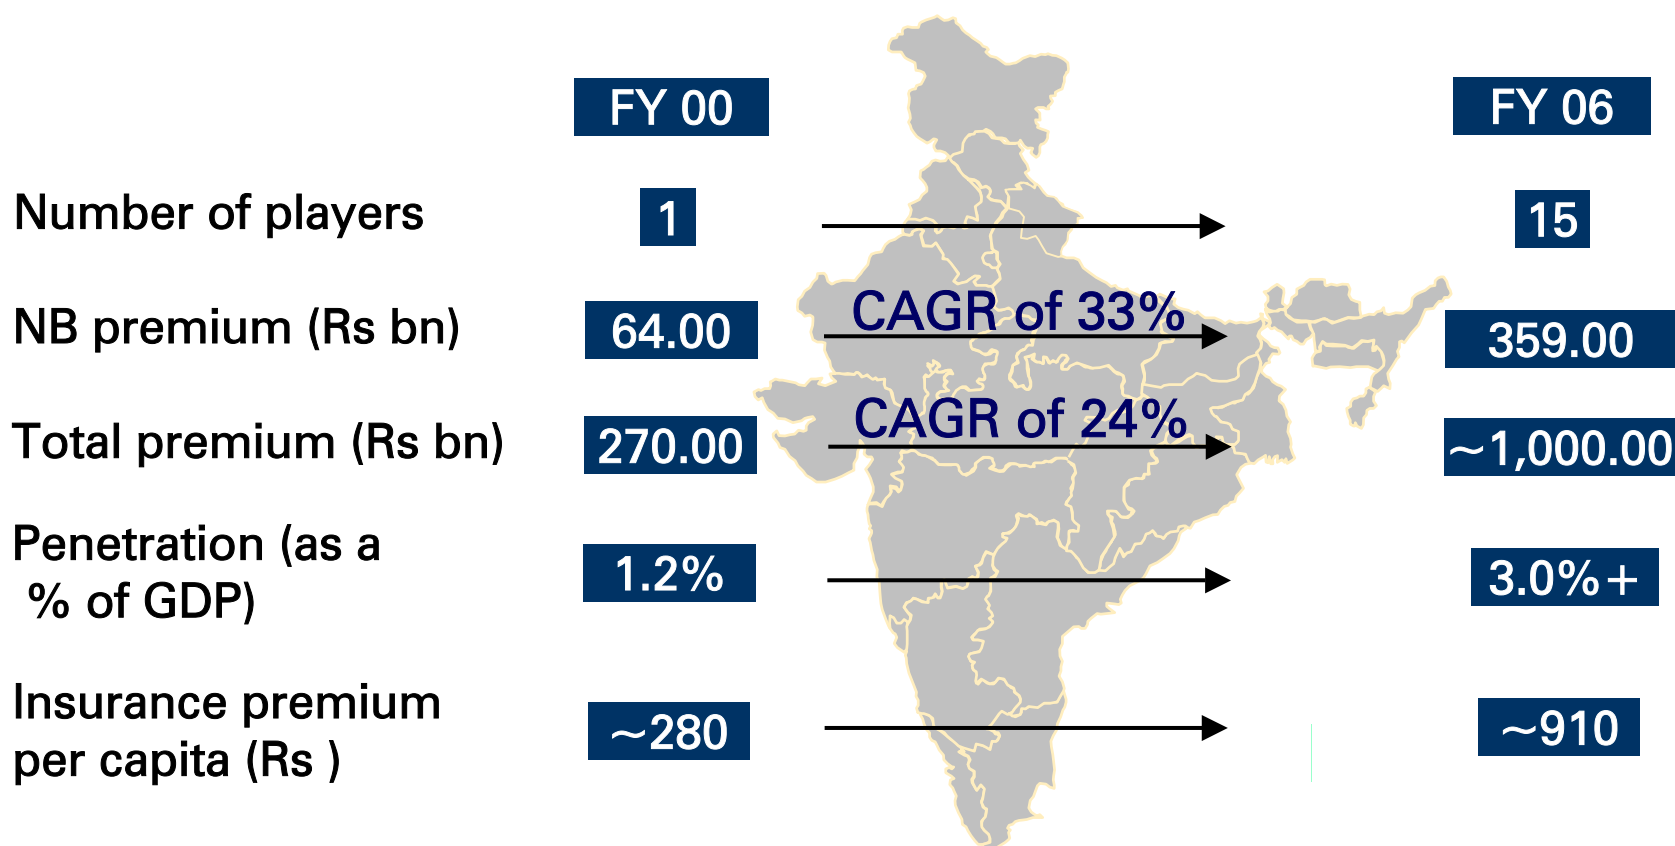 FY 00 FY 06
Number of players 1 15
NB premium (Rs bn) 64.00 CAGR of 33% 359.00
Total premium (Rs bn) 270.00 CAGR of 24% ~1,000.00
Penetration (as a
% of GDP) 1.2% 3.0%+
Insurance premium
per capita (Rs ) ~280 ~910